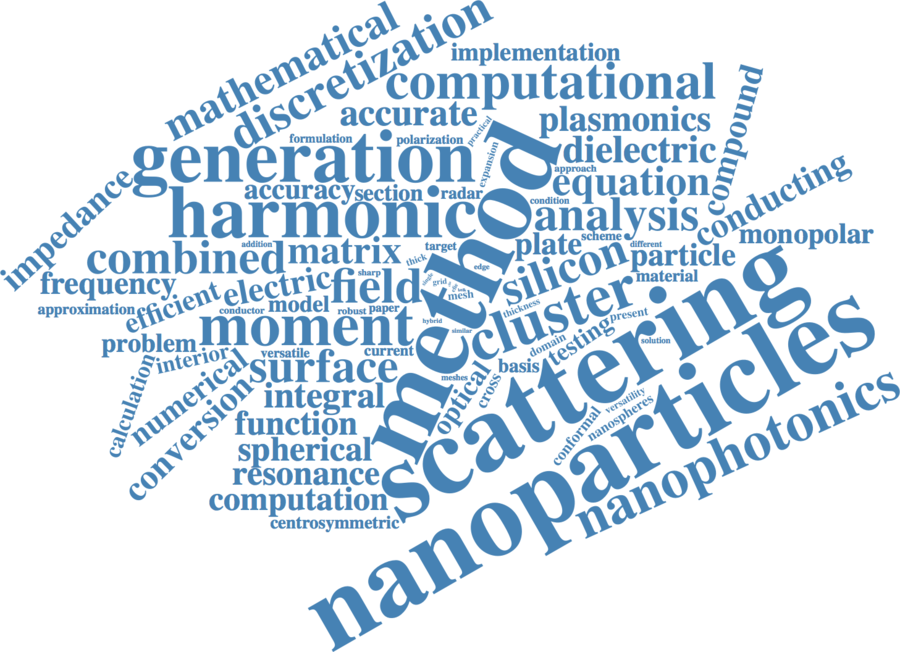 mathematical
discretization
implementation
computational
accurate
plasmonics
compound
formulation
polarization
practical
expansion
generation
dielectric
approach
equation
impedance
accuracy
section
radar
condition
harmonic
method
analysis
conducting
monopolar
combined
addition
matrix
target
thick
plate
scheme
different
particle
material
frequency
efficient
electric
sharp
field
single
grid
edge
mesh
silicon
thickness
approximation
conductor
model
robust
paper
hybrid
similar
cluster
scattering
present
problem
moment
interior
versatile
current
domain
testing
solution
calculation
numerical
surface
meshes
optical
cross
basis
conversion
integral
function
conformal
versatility
nanospheres
spherical
resonance
nanoparticles
nanophotonics
computation
centrosymmetric